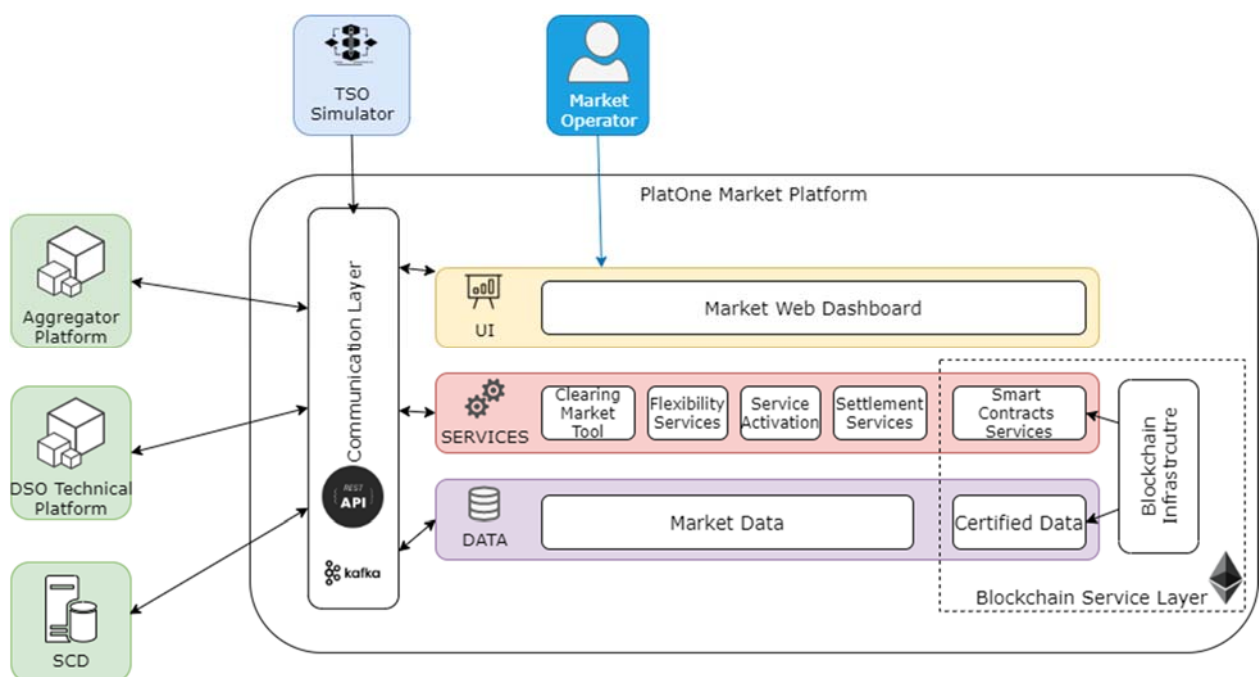 TSO
Simulator
Market
Operator
PlatOne Market Platform
Aggregator
Platform
DSO Technical
Platform
SCD
Communication Layer
REST
API
kafka
UI
Market Web Dashboard
SERVICES
Clearing
Market
Tool
Flexibility
Services
Service
Activation
Settlement
Services
Smart
Contracts
Services
DATA
Market Data
Certified Data
Blockchain
Infrastrcutre
Blockchain Service Layer